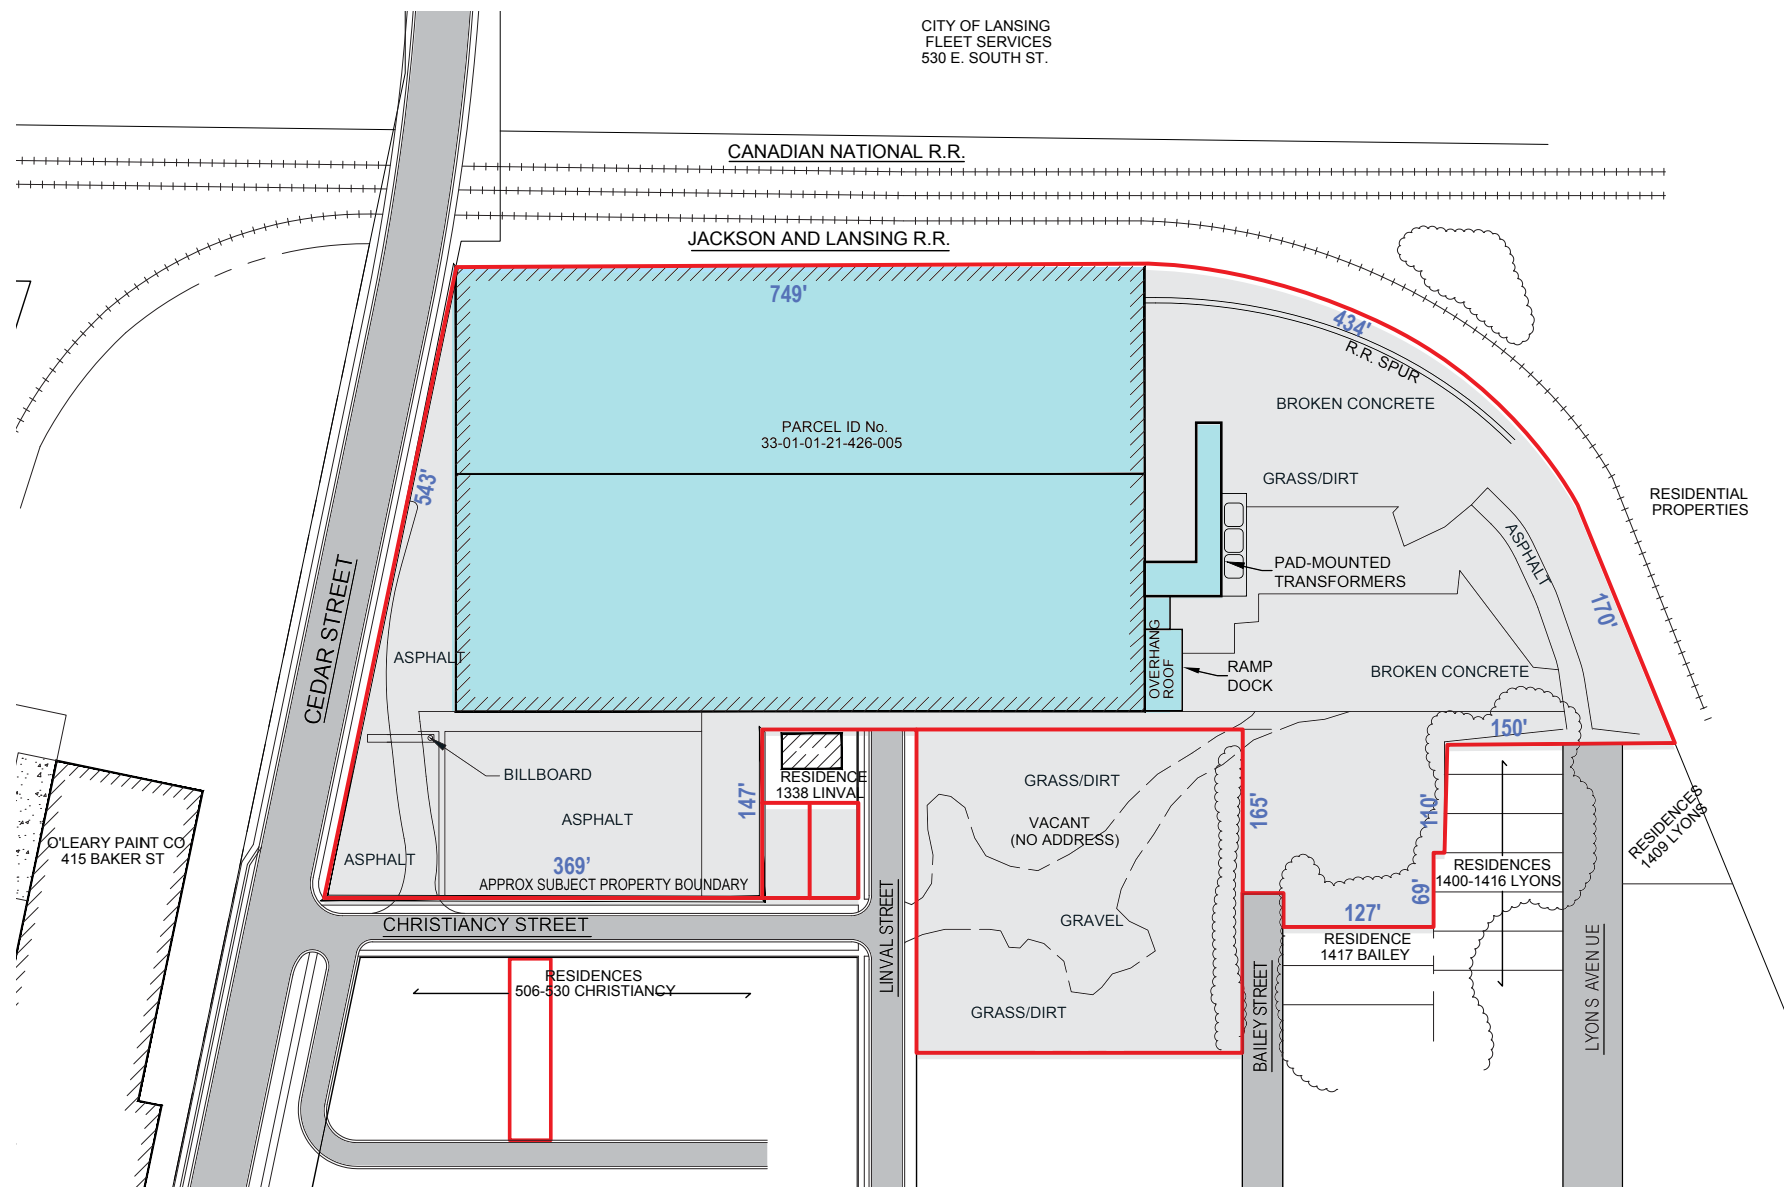 CITY OF LANSING
FLEET SERVICES
530 E. SOUTH ST.
CANADIAN NATIONAL R.R.
JACKSON AND LANSING R.R.
749'
434'
R.R. SPUR
BROKEN CONCRETE
PARCEL ID No.
33-01-01-21-426-005
GRASS/DIRT
543'
RESIDENTIAL
PROPERTIES
ASPHALT
PAD-MOUNTED
TRANSFORMERS
170'
CEDAR STREET
ASPHALT
OVERHANG
ROOF
RAMP
DOCK
BROKEN CONCRETE
150'
BILLBOARD
RESIDENCE
1338 LINVAL
147'
GRASS/DIRT
165'
140'
ASPHALT
VACANT
(NO ADDRESS)
O'LEARY PAINT CO
415 BAKER ST
ASPHALT
369'
APPROX SUBJECT PROPERTY BOUNDARY
RESIDENCES
1409 LYONS
RESIDENCES
1400-1416 LYONS
69'
127'
CHRISTIANCY STREET
LINVAL STREET
GRAVEL
RESIDENCE
1417 BAILEY
RESIDENCES
506-530 CHRISTIANCY
GRASS/DIRT
BAILEY STREET
LYONS AVENUE